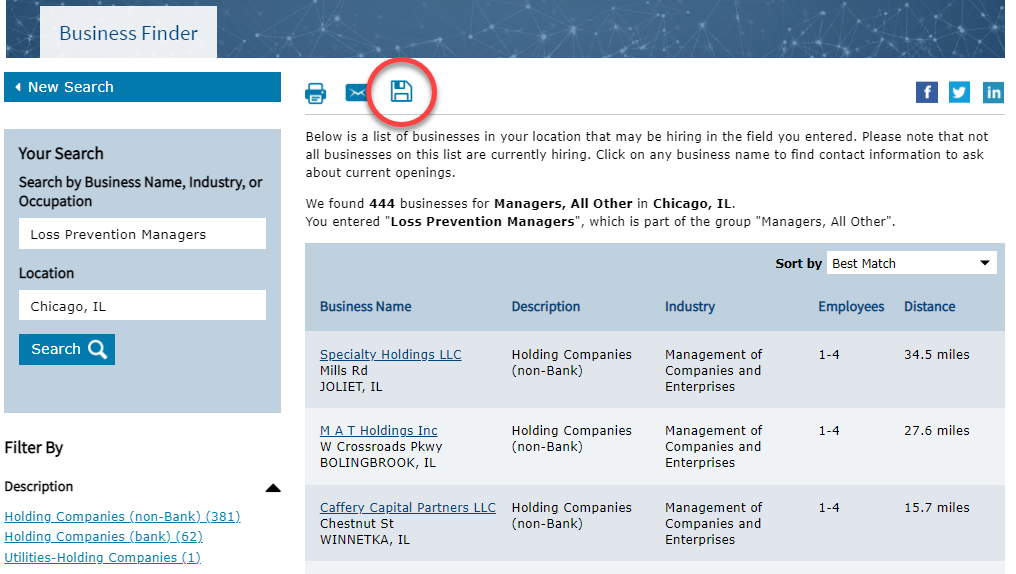 Business Finder
New Search
Your Search
Search by Business Name, Industry, or
Occupation
Loss Prevention Managers
Location
Chicago, IL
Search
Filter By
Description
Holding Companies (non-Bank) (381)
Holding Companies (bank) (62)
Utilities-Holding Companies (1)
f
in
Below is a list of businesses in your location that may be hiring in the field you entered. Please note that not
all businesses on this list are currently hiring. Click on any business name to find contact information to ask
about current openings.
We found 444 businesses for Managers, All Other in Chicago, IL.
You entered "Loss Prevention Managers", which is part of the group "Managers, All Other".
Sort by Best Match
Business Name Description Industry Employees Distance
Specialty Holdings LLC Holding Companies Management of 1-4 34.5 miles
Mills Rd (non-Bank) Companies and
JOLIET, IL Enterprises
M A T Holdings Inc Holding Companies Management of 1-4 27.6 miles
W Crossroads Pkwy (non-Bank) Companies and
BOLINGBROOK, IL Enterprises
Caffery Capital Partners LLC Holding Companies Management of 1-4 15.7 miles
Chestnut St (non-Bank) Companies and
WINNETKA, IL Enterprises